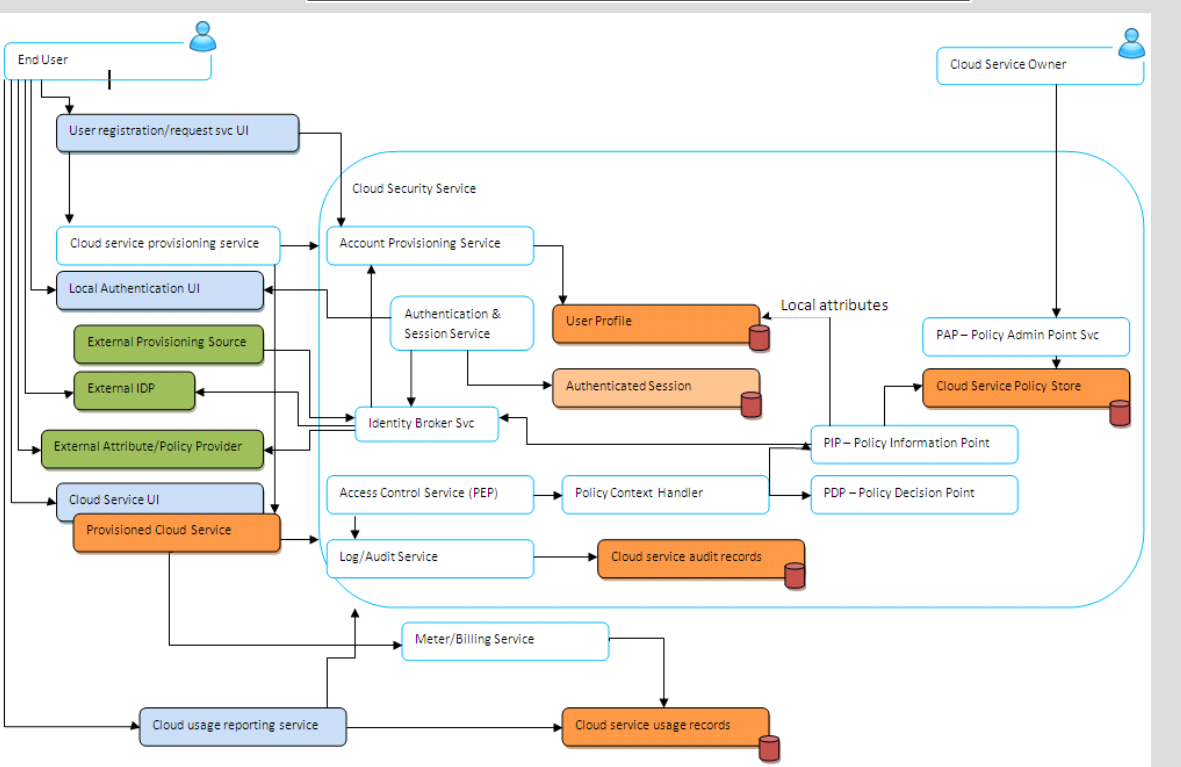 End User
Cloud Service Owner
User registration/request svc UI
Cloud Security Service
Cloud service provisioning service
Account Provisioning Service
Local Authentication UI
Authentication &
Session Service
Local attributes
User Profile
PAP – Policy Admin Point Svc
External Provisioning Source
External IDP
Authenticated Session
Cloud Service Policy Store
Identity Broker Svc
External Attribute/Policy Provider
PIP – Policy Information Point
Cloud Service UI
Access Control Service (PEP)
Policy Context Handler
PDP – Policy Decision Point
Provisioned Cloud Service
Log/Audit Service
Cloud service audit records
Meter/Billing Service
Cloud usage reporting service
Cloud service usage records